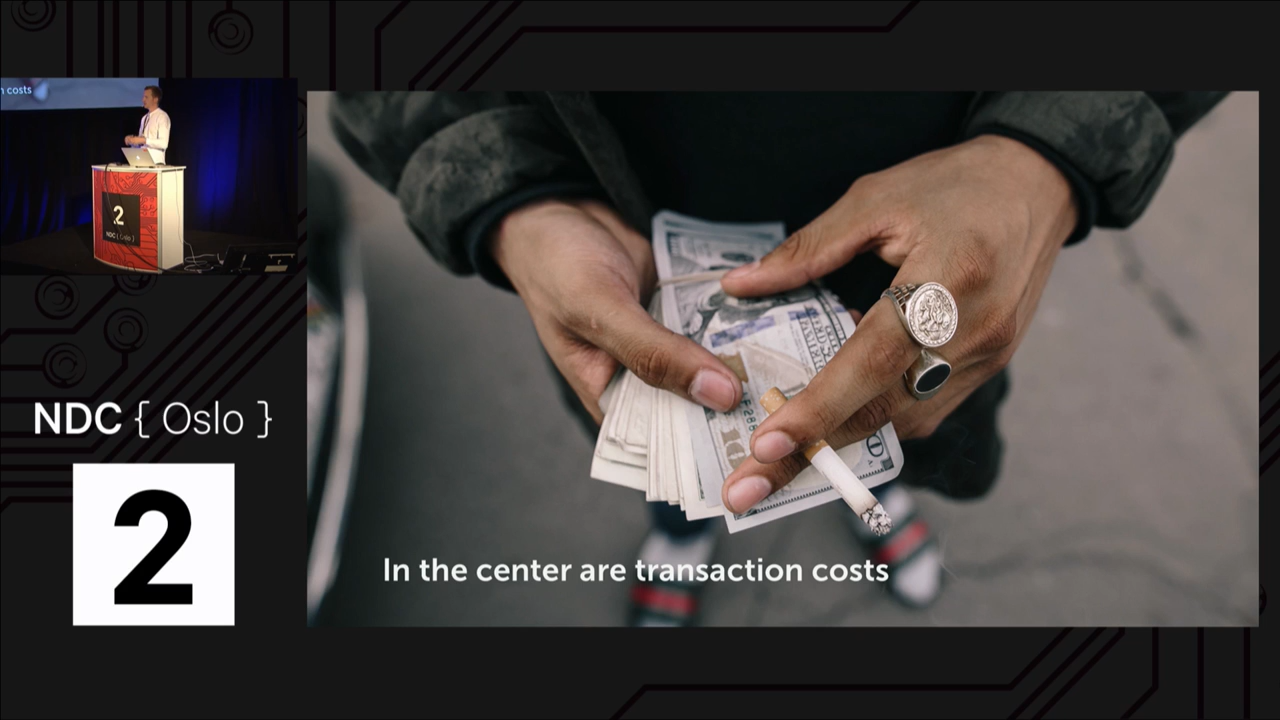 n costs
2
NDC { Oslo }
In the center are transaction costs
NDC { Oslo }
2